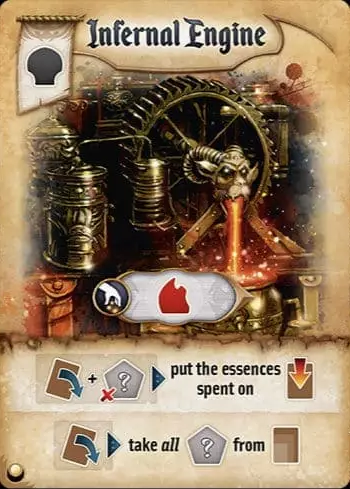 Infernal Engine
+ ? put the essences
spent on
take all ? from